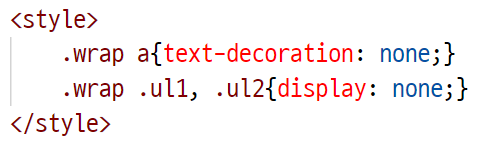 <style>
.wrap a{text-decoration: none;}
.wrap .ul1, .ul2{display: none;}
</style>